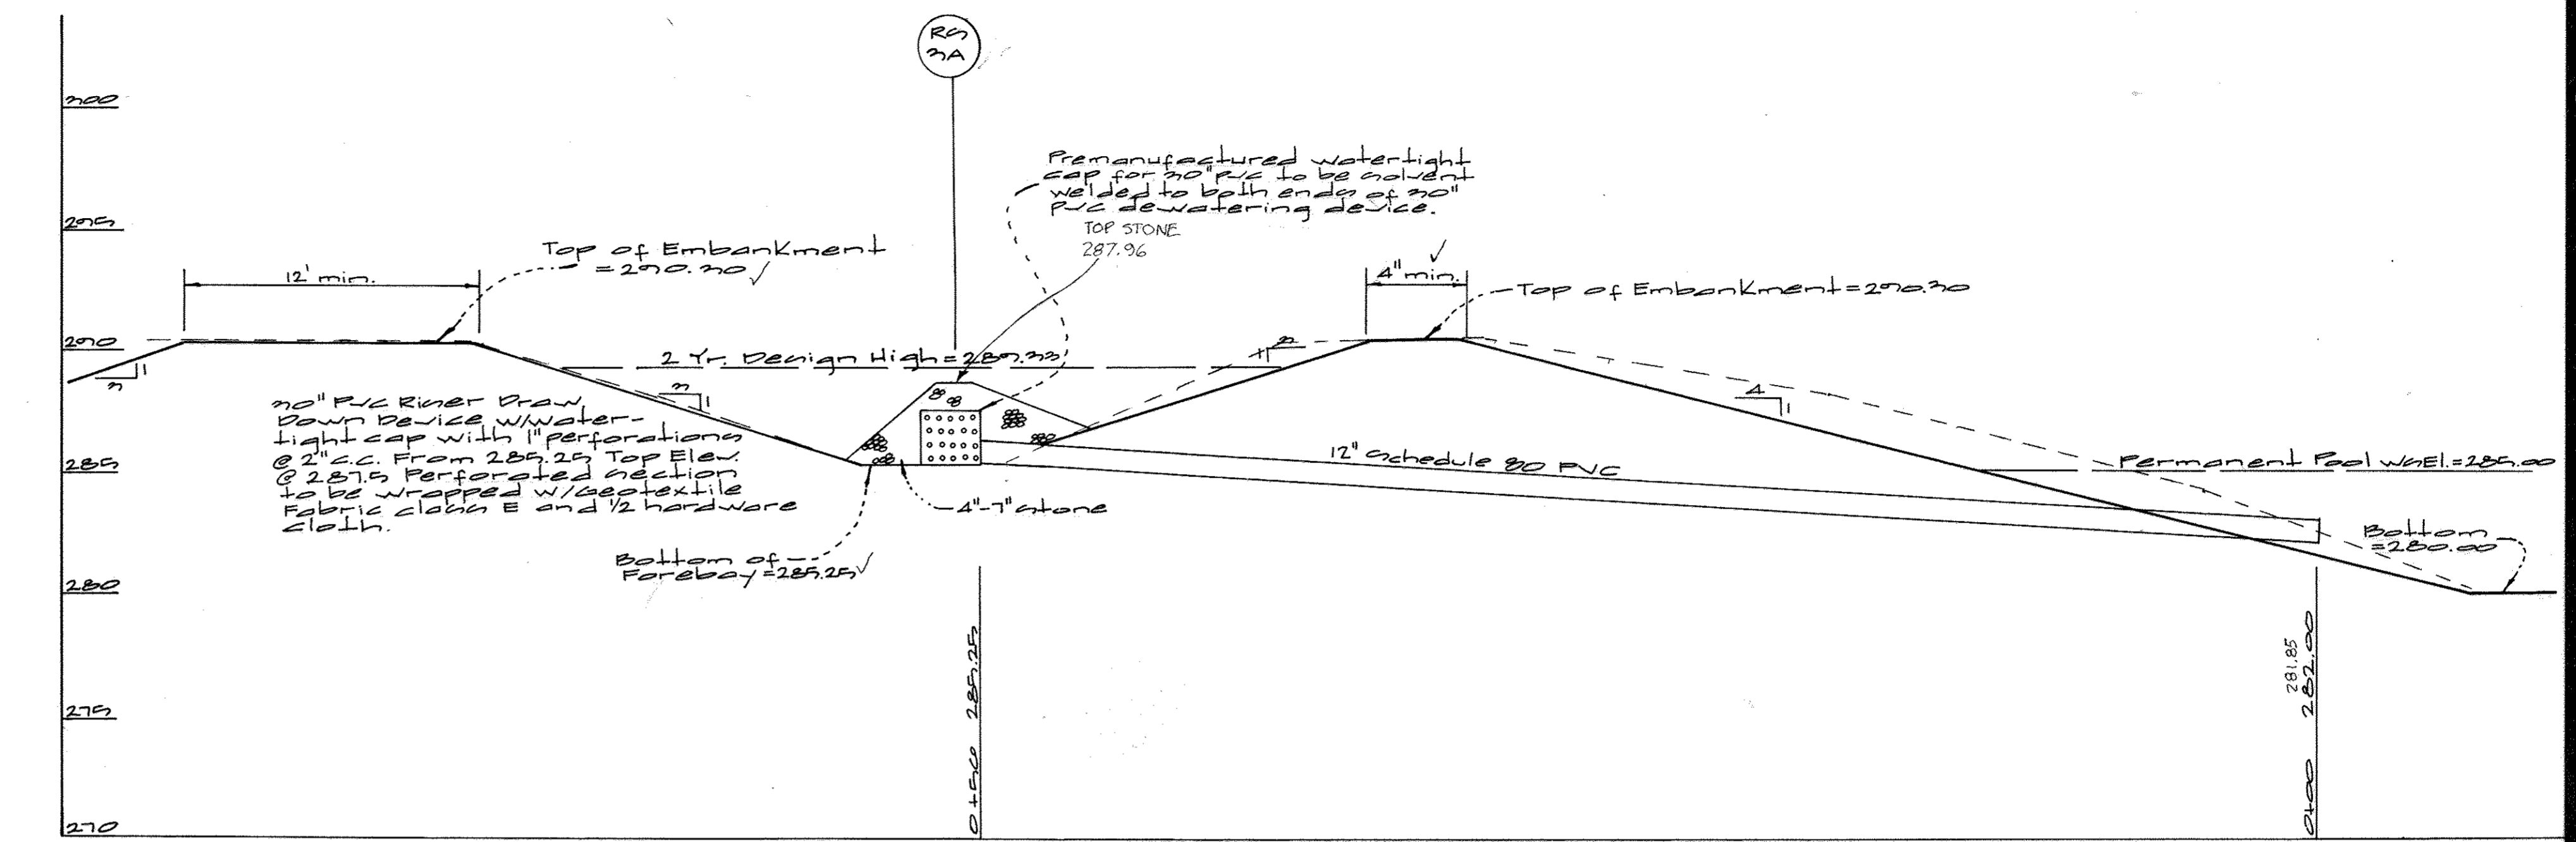 RS
3A
300
295
290
285
280
275
270
Premanufactured watertight
cap for 30" PVC to be solvent
welded to both ends of 30"
PVC dewatering device.
TOP STONE
287.96
Top of Embankment
=290.30 ✓
12' min.
✓
4" min.
Top of Embankment=290.30
2 Yr. Design High=289.33
3
1
3
1
3
1
4
1
30" PVC Riser Draw
Down Device w/water-
tight cap with 1" perforations
@ 2" c.c. From 285.25 Top Elev.
@ 287.5 Perforated section
to be wrapped w/Geotextile
Fabric class E and 1/2 hardware
cloth.
12" Schedule 80 PVC
Permanent Pool WSEl.=285.00
4"-7" stone
Bottom of
Forebay=285.25 ✓
Bottom
=280.00
0+50 285.25
281.85
0+00 282.00